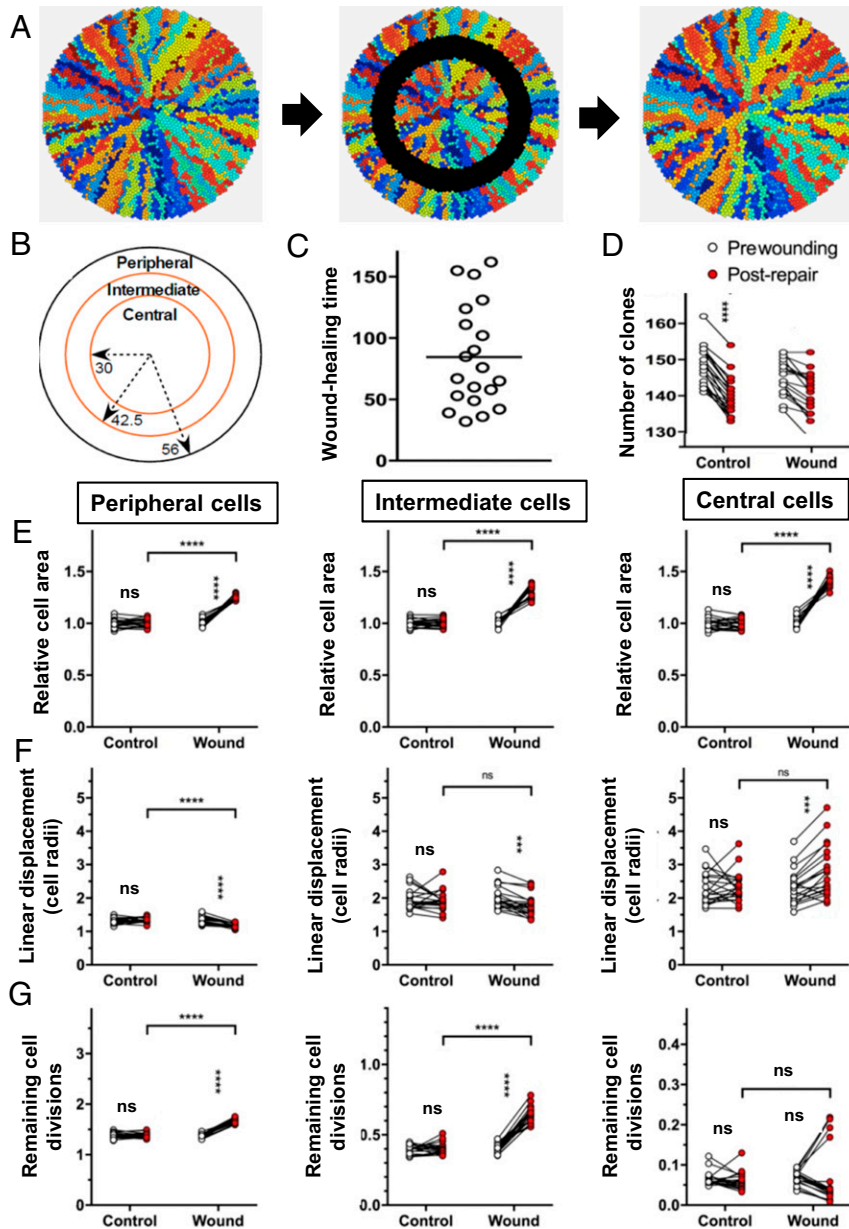 A
B
Peripheral
Intermediate
Central
30
42.5
56
C
Wound-healing time
150
100
50
0
D
Prewounding
Post-repair
****
Number of clones
160
150
140
130
Control Wound
Peripheral cells
Intermediate cells
Central cells
E
Relative cell area
1.5
1.0
0.5
0.0
ns
****
****
Control Wound
Relative cell area
1.5
1.0
0.5
0.0
ns
****
****
Control Wound
Relative cell area
1.5
1.0
0.5
0.0
ns
****
****
Control Wound
F
Linear displacement
(cell radii)
5
4
3
2
1
0
ns
****
****
Control Wound
Linear displacement
(cell radii)
5
4
3
2
1
0
ns
ns
***
Control Wound
Linear displacement
(cell radii)
5
4
3
2
1
0
ns
ns
***
Control Wound
G
Remaining cell
divisions
3
2
1
0
ns
****
****
Control Wound
Remaining cell
divisions
1.0
0.5
0.0
ns
****
****
Control Wound
Remaining cell
divisions
0.4
0.3
0.2
0.1
0.0
ns
ns
ns
Control Wound